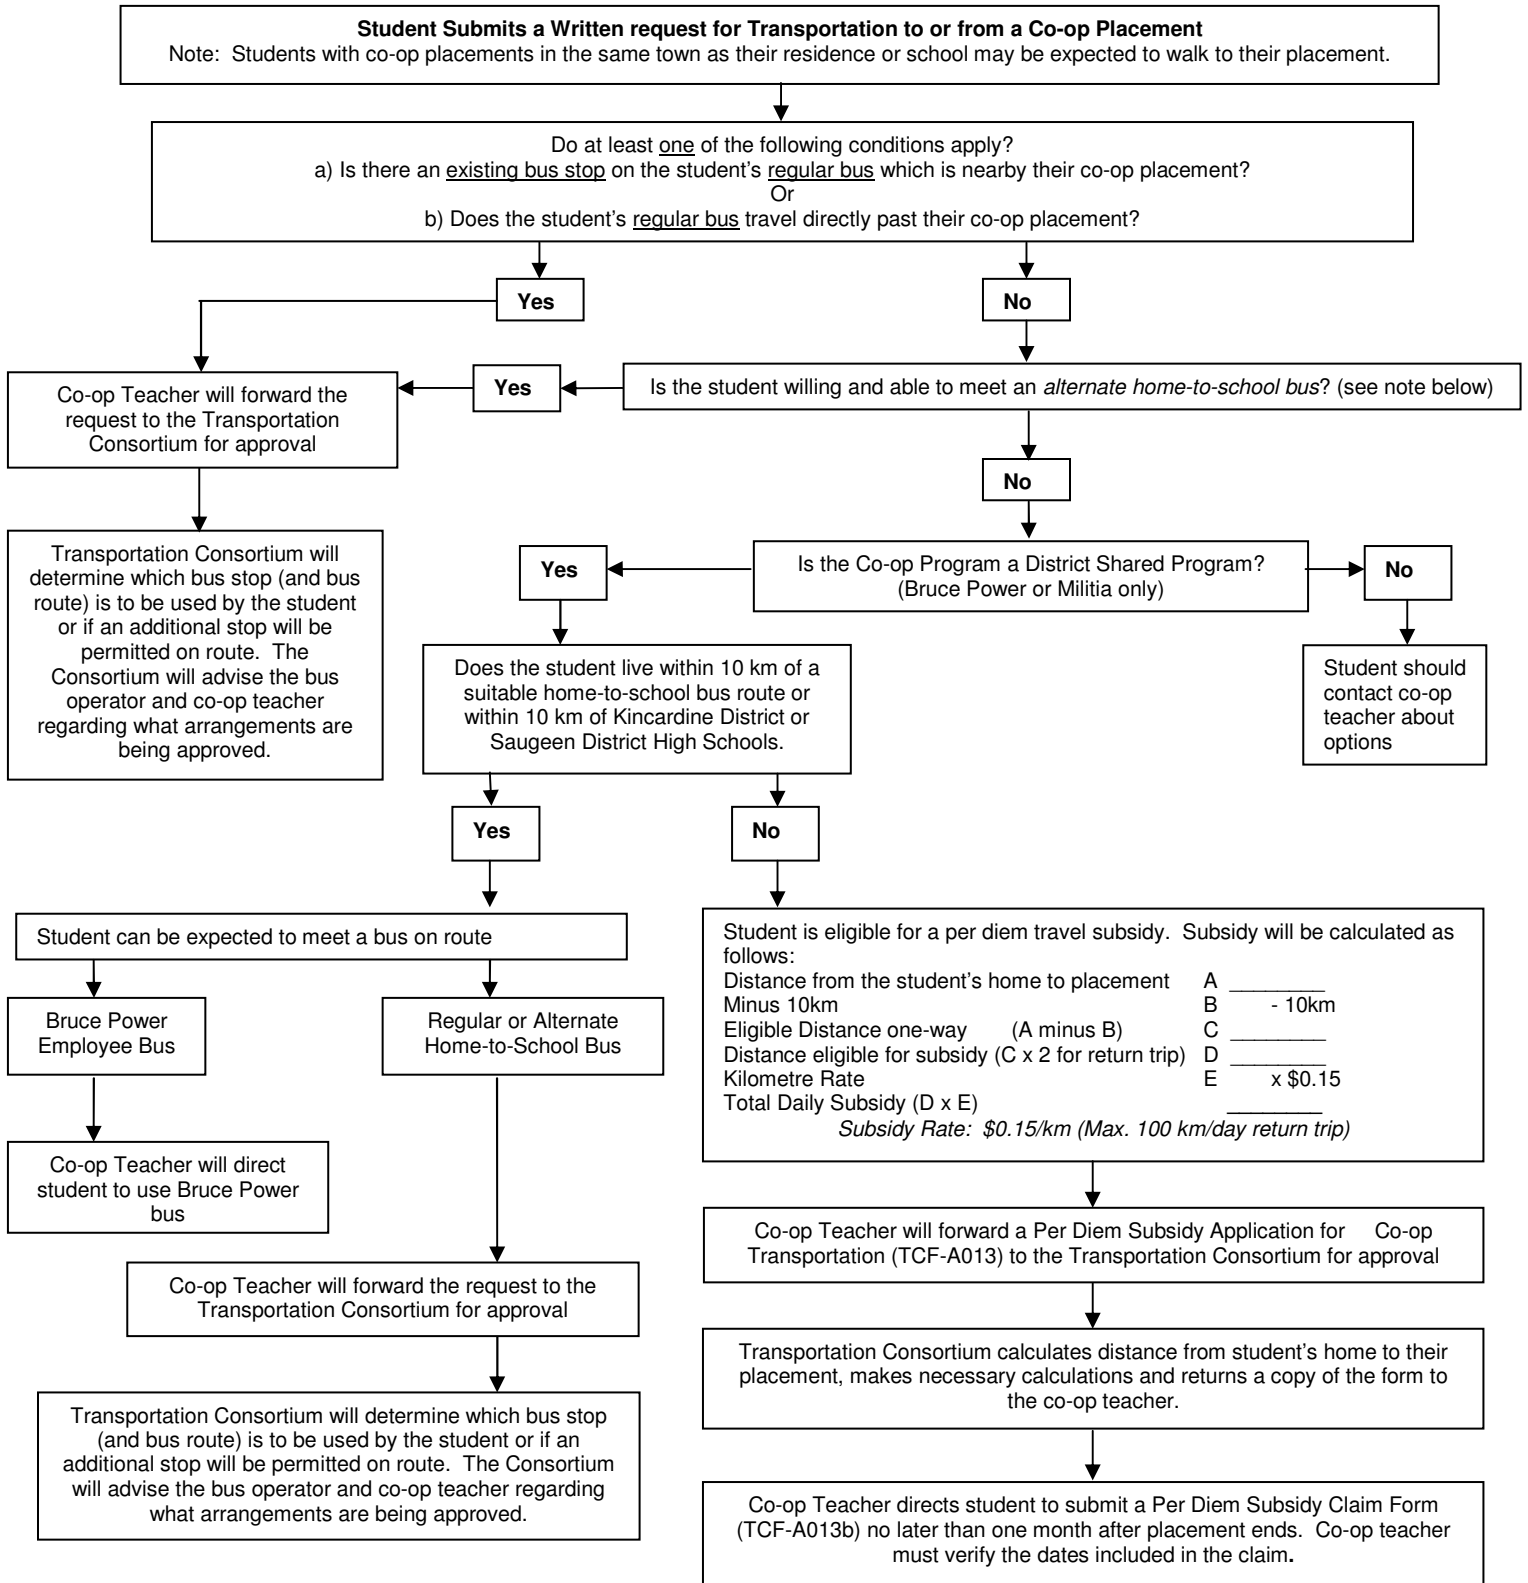 Student Submits a Written request for Transportation to or from a Co-op Placement
Note: Students with co-op placements in the same town as their residence or school may be expected to walk to their placement.
Do at least one of the following conditions apply?
a) Is there an existing bus stop on the student's regular bus which is nearby their co-op placement?
Or
b) Does the student's regular bus travel directly past their co-op placement?
Yes
No
Co-op Teacher will forward the
request to the Transportation
Consortium for approval
Yes
Is the student willing and able to meet an alternate home-to-school bus? (see note below)
No
Transportation Consortium will
determine which bus stop (and bus
route) is to be used by the student
or if an additional stop will be
permitted on route. The
Consortium will advise the bus
operator and co-op teacher
regarding what arrangements are
being approved.
Yes
Is the Co-op Program a District Shared Program?
(Bruce Power or Militia only)
No
Does the student live within 10 km of a
suitable home-to-school bus route or
within 10 km of Kincardine District or
Saugeen District High Schools.
Student should
contact co-op
teacher about
options
Yes
No
Student can be expected to meet a bus on route
Bruce Power
Employee Bus
Regular or Alternate
Home-to-School Bus
Co-op Teacher will direct
student to use Bruce Power
bus
Co-op Teacher will forward the request to the
Transportation Consortium for approval
Transportation Consortium will determine which bus stop
(and bus route) is to be used by the student or if an
additional stop will be permitted on route. The Consortium
will advise the bus operator and co-op teacher regarding
what arrangements are being approved.
Student is eligible for a per diem travel subsidy. Subsidy will be calculated as
follows:
Distance from the student's home to placement A ________
Minus 10km B - 10km
Eligible Distance one-way (A minus B) C ________
Distance eligible for subsidy (C x 2 for return trip) D ________
Kilometre Rate E x $0.15
Total Daily Subsidy (D x E) ________
Subsidy Rate: $0.15/km (Max. 100 km/day return trip)
Co-op Teacher will forward a Per Diem Subsidy Application for Co-op
Transportation (TCF-A013) to the Transportation Consortium for approval
Transportation Consortium calculates distance from student's home to their
placement, makes necessary calculations and returns a copy of the form to
the co-op teacher.
Co-op Teacher directs student to submit a Per Diem Subsidy Claim Form
(TCF-A013b) no later than one month after placement ends. Co-op teacher
must verify the dates included in the claim.